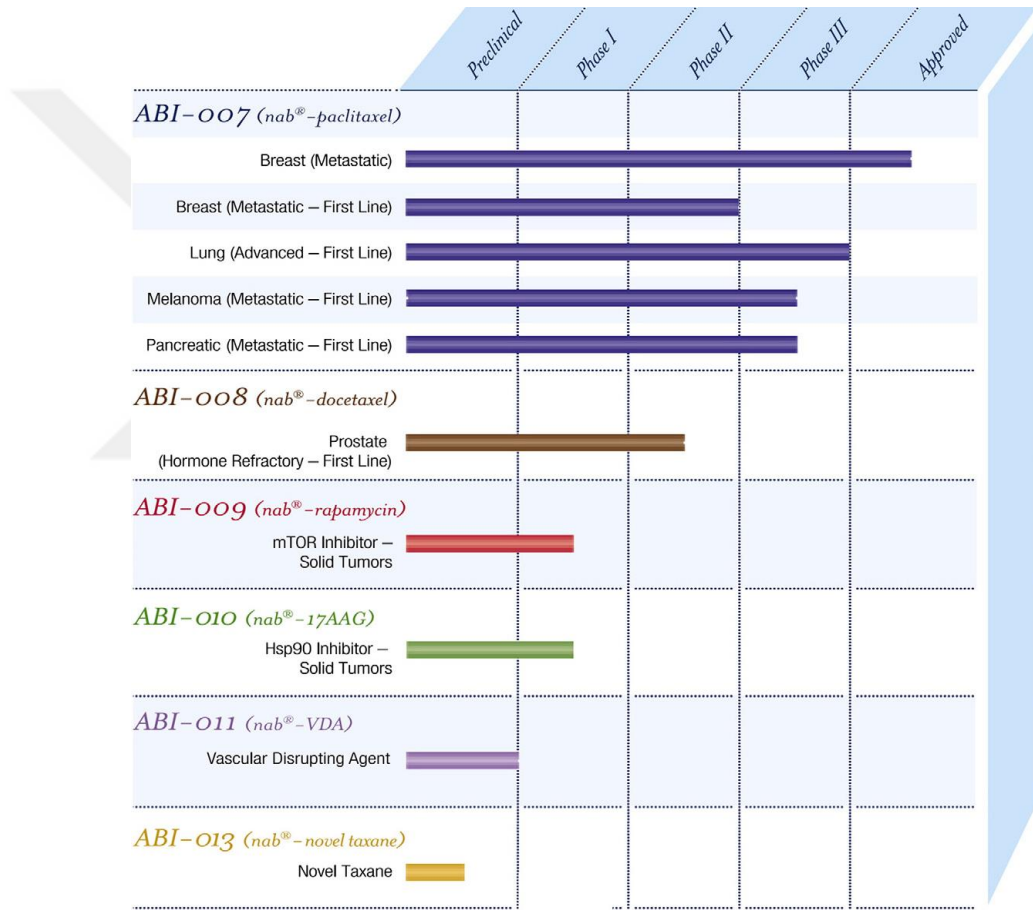 Preclinical
Phase I
Phase II
Phase III
Approved
ABI-007 (nab®-paclitaxel)
Breast (Metastatic)
Breast (Metastatic – First Line)
Lung (Advanced – First Line)
Melanoma (Metastatic – First Line)
Pancreatic (Metastatic – First Line)
ABI-008 (nab®-docetaxel)
Prostate
(Hormone Refractory – First Line)
ABI-009 (nab®-rapamycin)
mTOR Inhibitor –
Solid Tumors
ABI-010 (nab®-17AAG)
Hsp90 Inhibitor –
Solid Tumors
ABI-011 (nab®-VDA)
Vascular Disrupting Agent
ABI-013 (nab®-novel taxane)
Novel Taxane